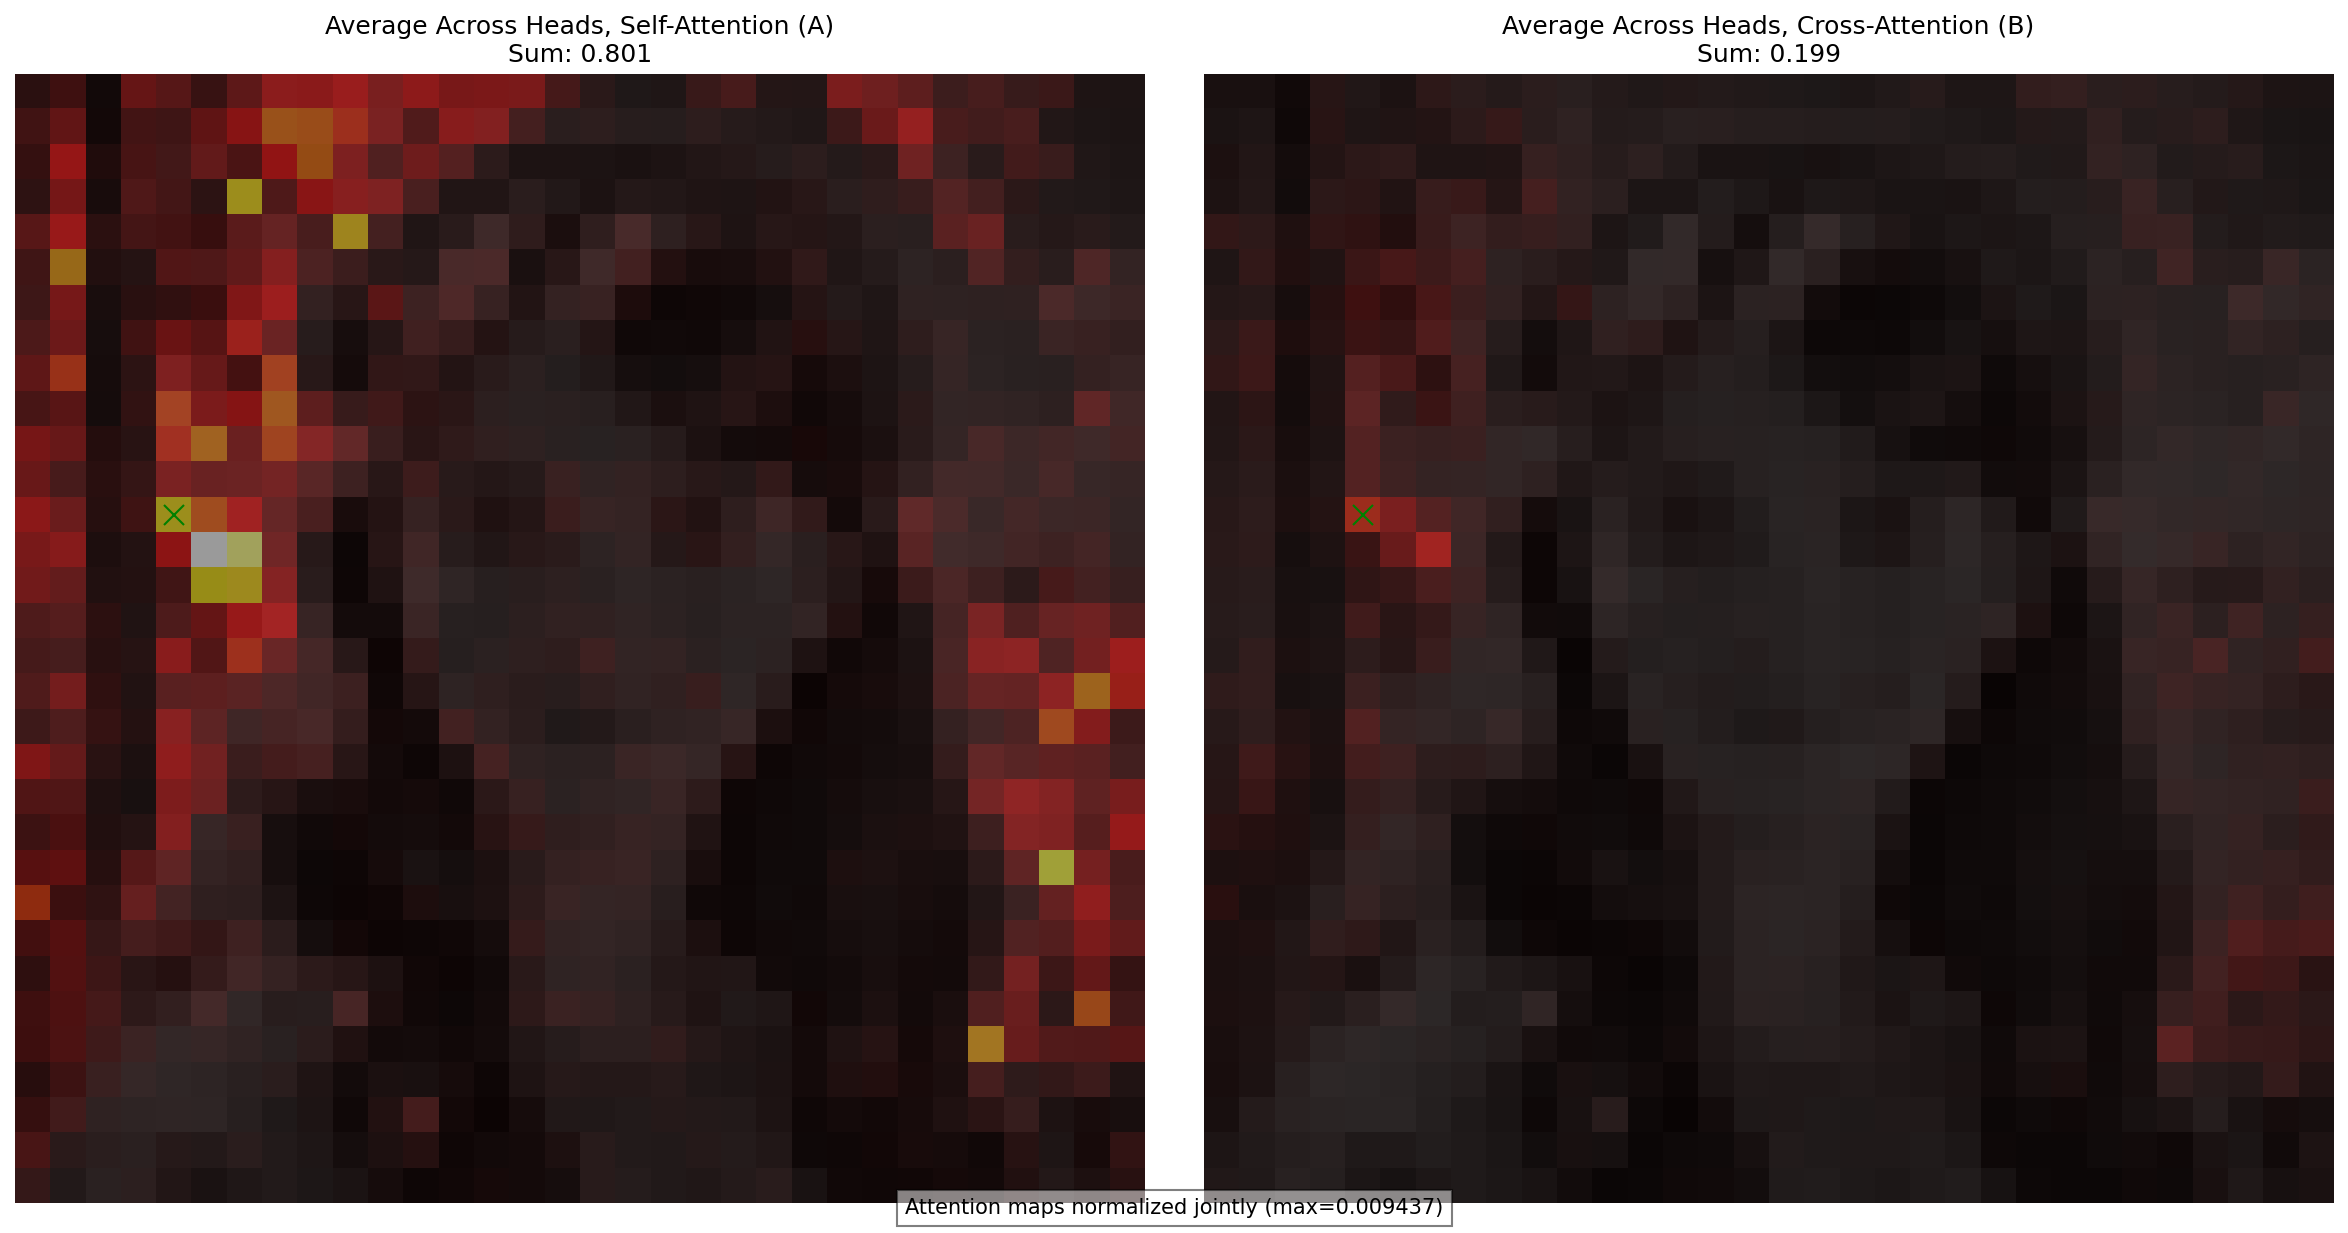 Average Across Heads, Self-Attention (A)
Sum: 0.801
Average Across Heads, Cross-Attention (B)
Sum: 0.199
Attention maps normalized jointly (max=0.009437)